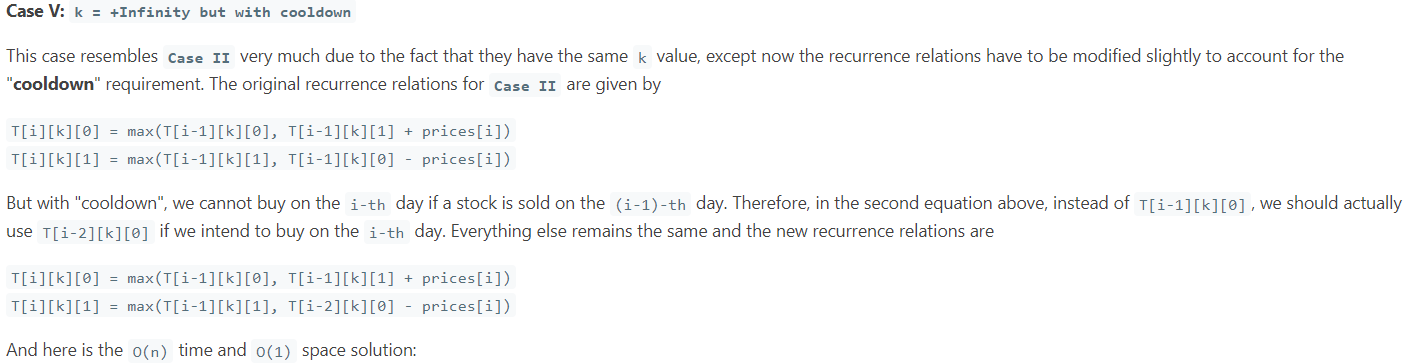 Case V: k = +Infinity but with cooldown
This case resembles Case II very much due to the fact that they have the same k value, except now the recurrence relations have to be modified slightly to account for the
"cooldown" requirement. The original recurrence relations for Case II are given by
T[i][k][0] = max(T[i-1][k][0], T[i-1][k][1] + prices[i])
T[i][k][1] = max(T[i-1][k][1], T[i-1][k][0] - prices[i])
But with "cooldown", we cannot buy on the i-th day if a stock is sold on the (i-1)-th day. Therefore, in the second equation above, instead of T[i-1][k][0] , we should actually
use T[i-2][k][0] if we intend to buy on the i-th day. Everything else remains the same and the new recurrence relations are
T[i][k][0] = max(T[i-1][k][0], T[i-1][k][1] + prices[i])
T[i][k][1] = max(T[i-1][k][1], T[i-2][k][0] - prices[i])
And here is the O(n) time and O(1) space solution: